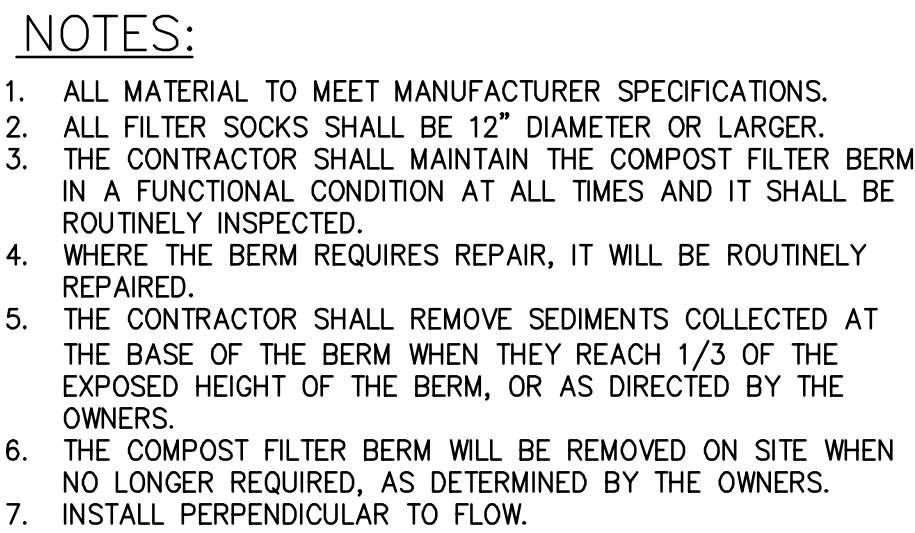 NOTES:
1. ALL MATERIAL TO MEET MANUFACTURER SPECIFICATIONS.
2. ALL FILTER SOCKS SHALL BE 12” DIAMETER OR LARGER.
3. THE CONTRACTOR SHALL MAINTAIN THE COMPOST FILTER BERM
IN A FUNCTIONAL CONDITION AT ALL TIMES AND IT SHALL BE
ROUTINELY INSPECTED.
4. WHERE THE BERM REQUIRES REPAIR, IT WILL BE ROUTINELY
REPAIRED.
5. THE CONTRACTOR SHALL REMOVE SEDIMENTS COLLECTED AT
THE BASE OF THE BERM WHEN THEY REACH 1/3 OF THE
EXPOSED HEIGHT OF THE BERM, OR AS DIRECTED BY THE
OWNERS.
6. THE COMPOST FILTER BERM WILL BE REMOVED ON SITE WHEN
NO LONGER REQUIRED, AS DETERMINED BY THE OWNERS.
7. INSTALL PERPENDICULAR TO FLOW.